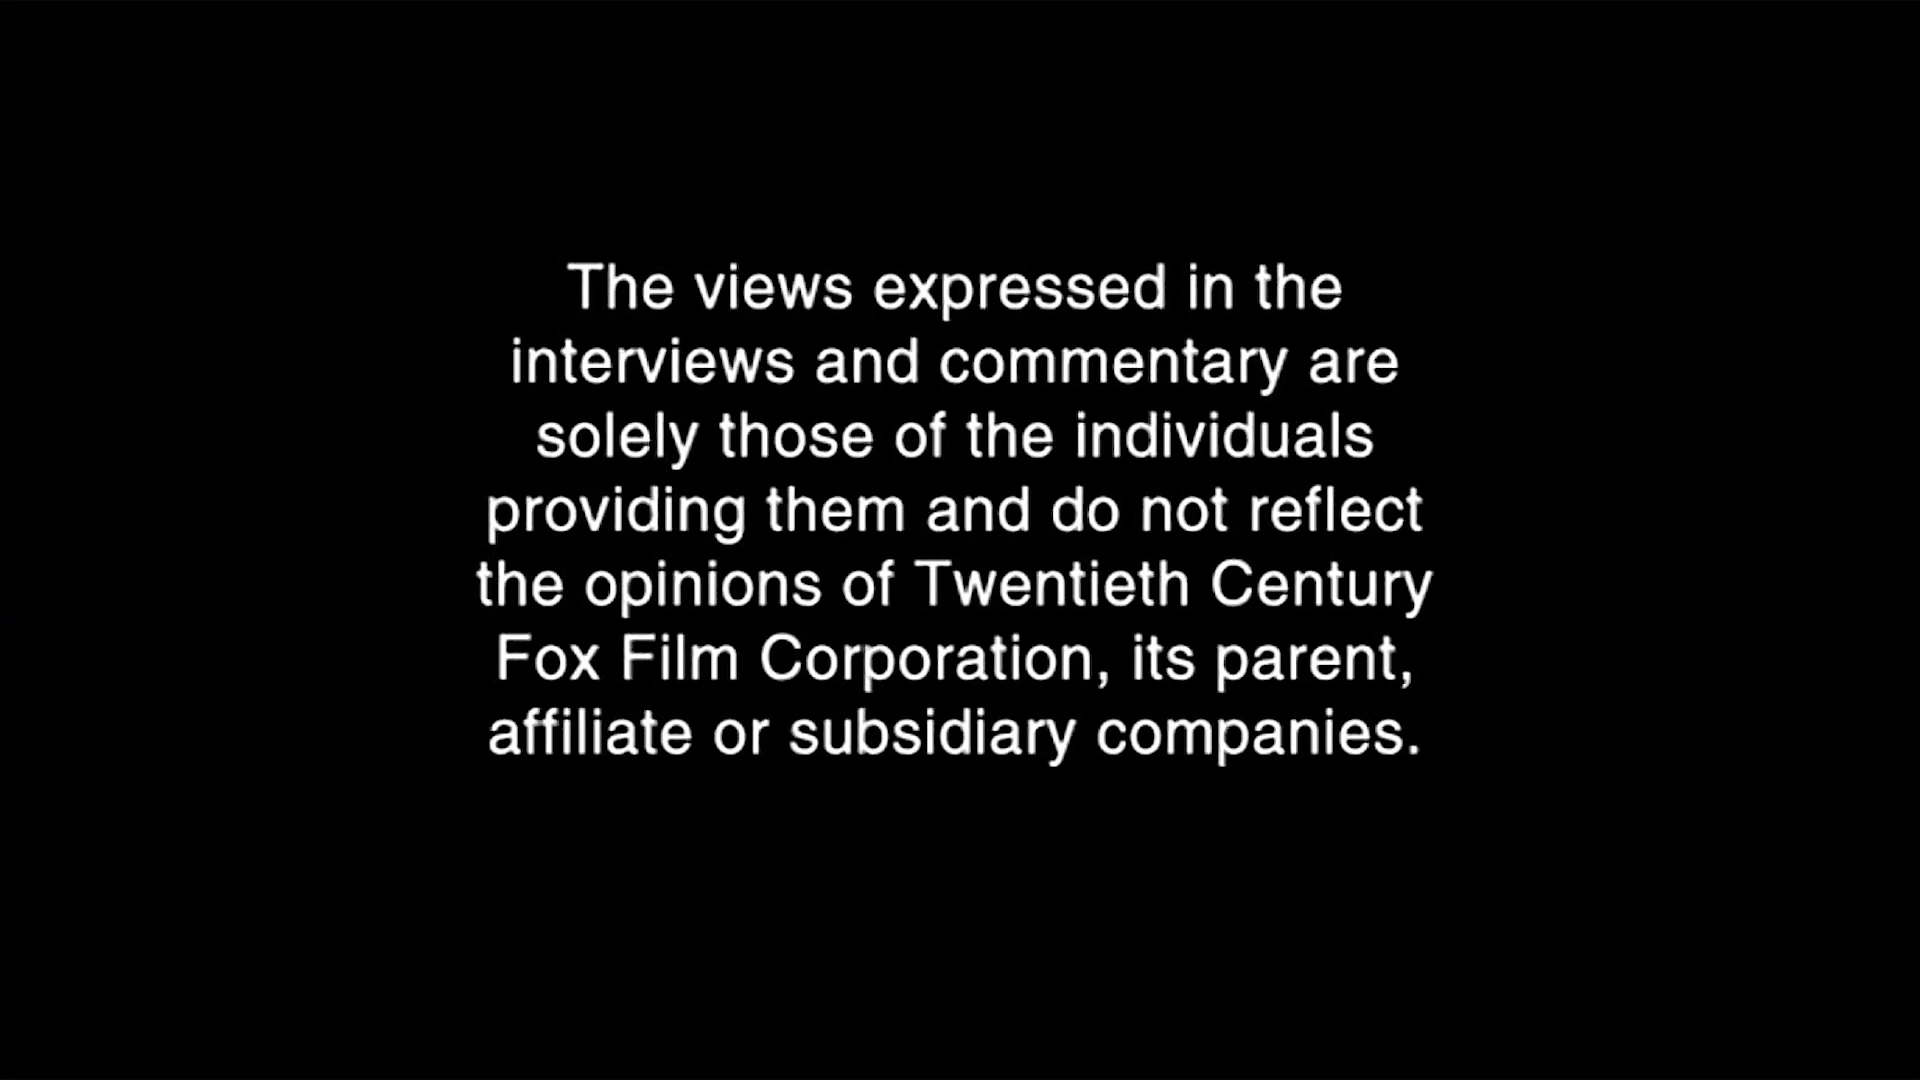 The views expressed in the
interviews and commentary are
solely those of the individuals
providing them and do not reflect
the opinions of Twentieth Century
Fox Film Corporation, its parent,
affiliate or subsidiary companies.